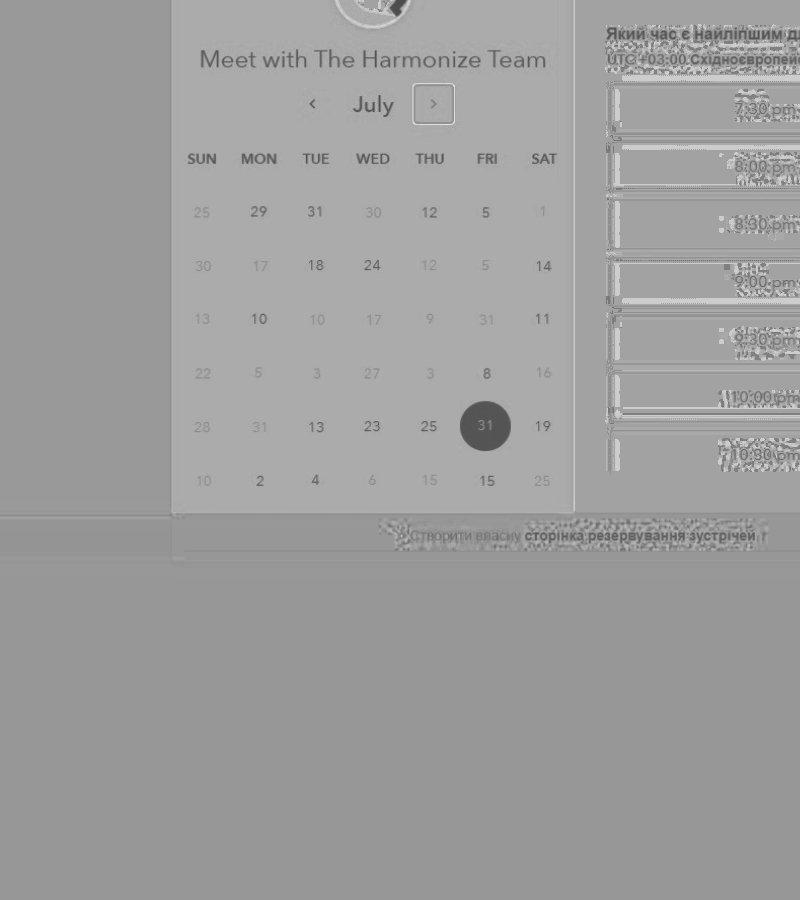 Meet with The Harmonize Team
July
SUN MON TUE WED THU FRI SAT
25 29 31 30 12 5 1
30 17 18 24 12 5 14
13 10 10 17 9 31 11
22 5 3 27 3 8 16
28 31 13 23 25 31 19
10 2 4 6 15 15 25
Який час є найліпшим
UTC +03:00
7:30 pm
8:00 pm
8:30 pm
9:00 pm
9:30 pm
10:00 pm
10:30 pm
Створити власну сторінка резервування зустрічей